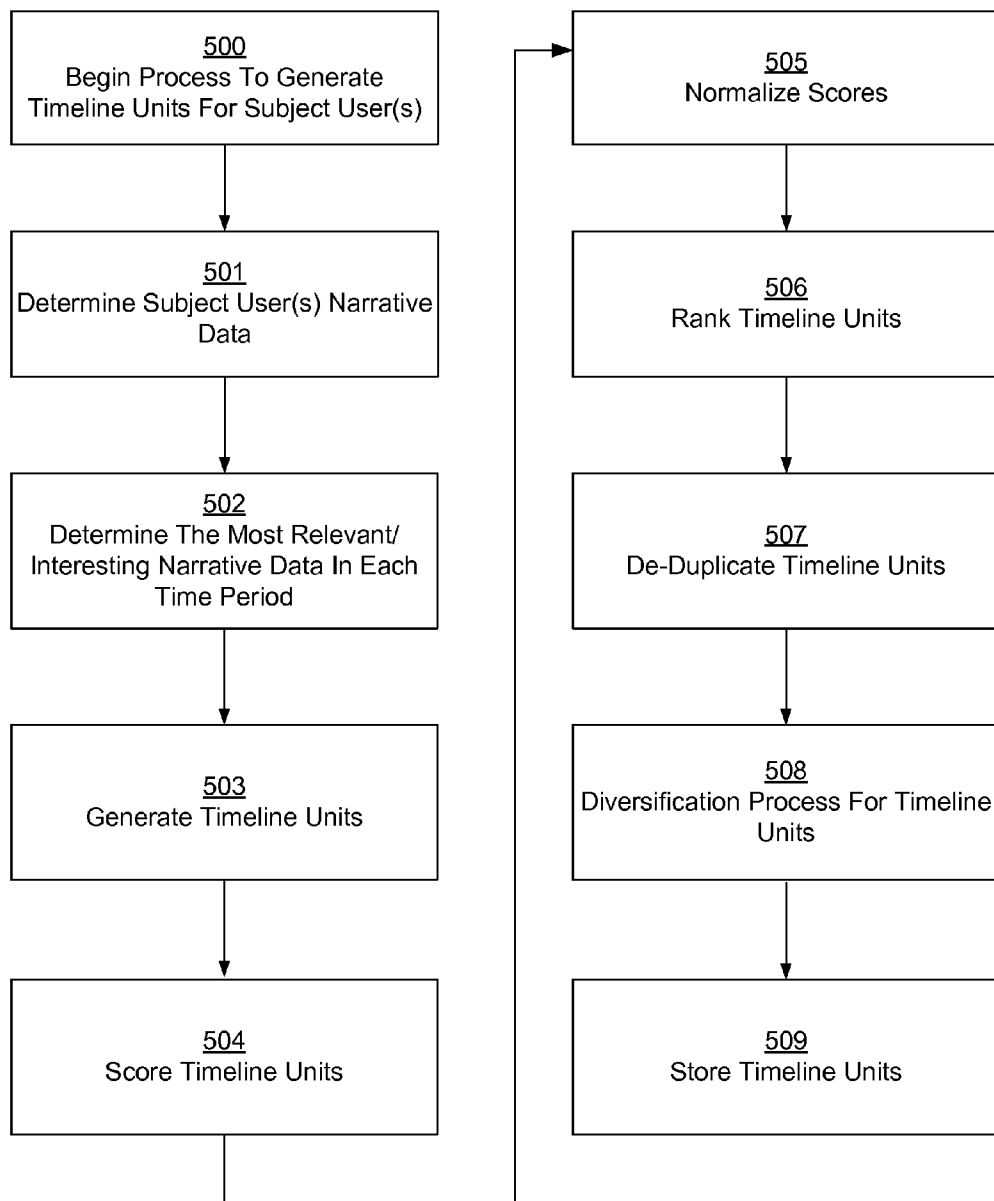 500
Begin Process To Generate
Timeline Units For Subject User(s)
501
Determine Subject User(s) Narrative
Data
502
Determine The Most Relevant/
Interesting Narrative Data In Each
Time Period
503
Generate Timeline Units
504
Score Timeline Units
505
Normalize Scores
506
Rank Timeline Units
507
De-Duplicate Timeline Units
508
Diversification Process For Timeline
Units
509
Store Timeline Units